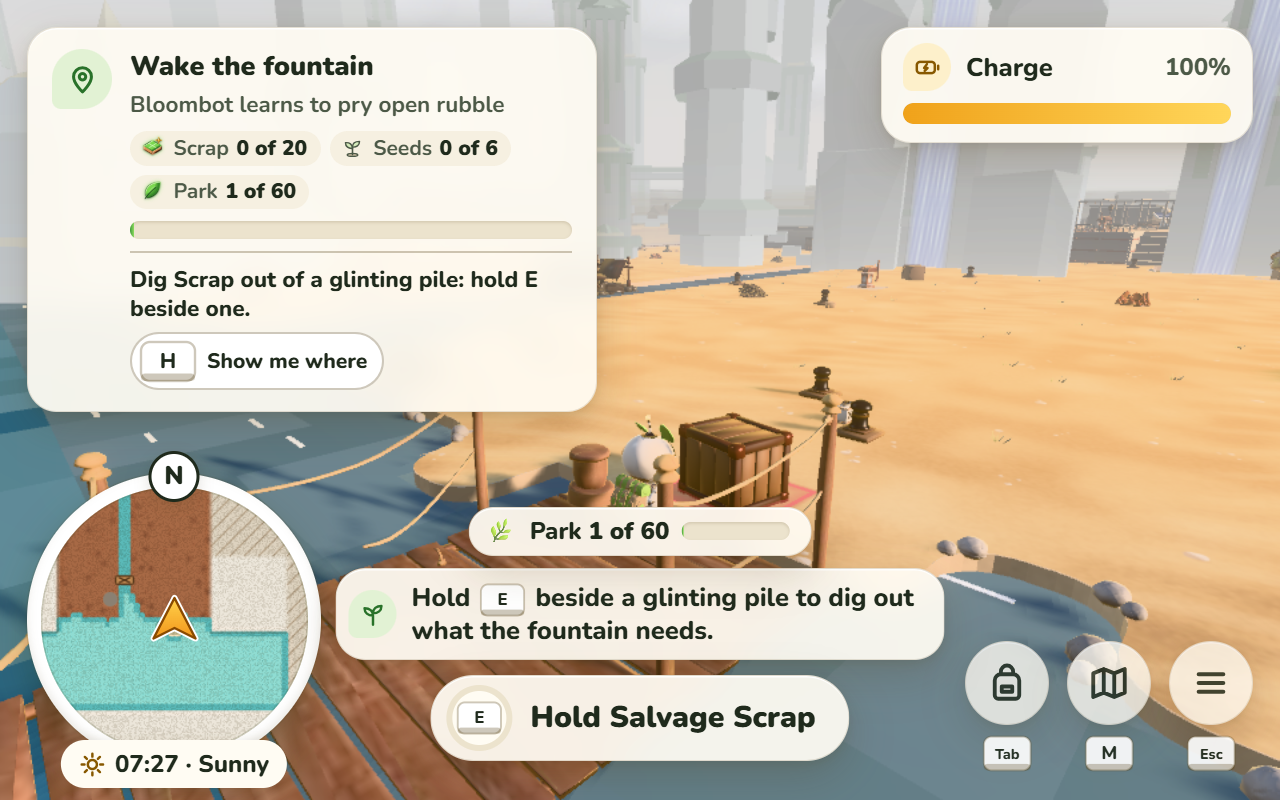 Wake the fountain
Bloombot learns to pry open rubble
Scrap 0 of 20
Seeds 0 of 6
Park 1 of 60
Dig Scrap out of a glinting pile: hold E
beside one.
H Show me where
Charge 100%
N
07:27 · Sunny
Park 1 of 60
Hold E beside a glinting pile to dig out
what the fountain needs.
E Hold Salvage Scrap
Tab
M
Esc